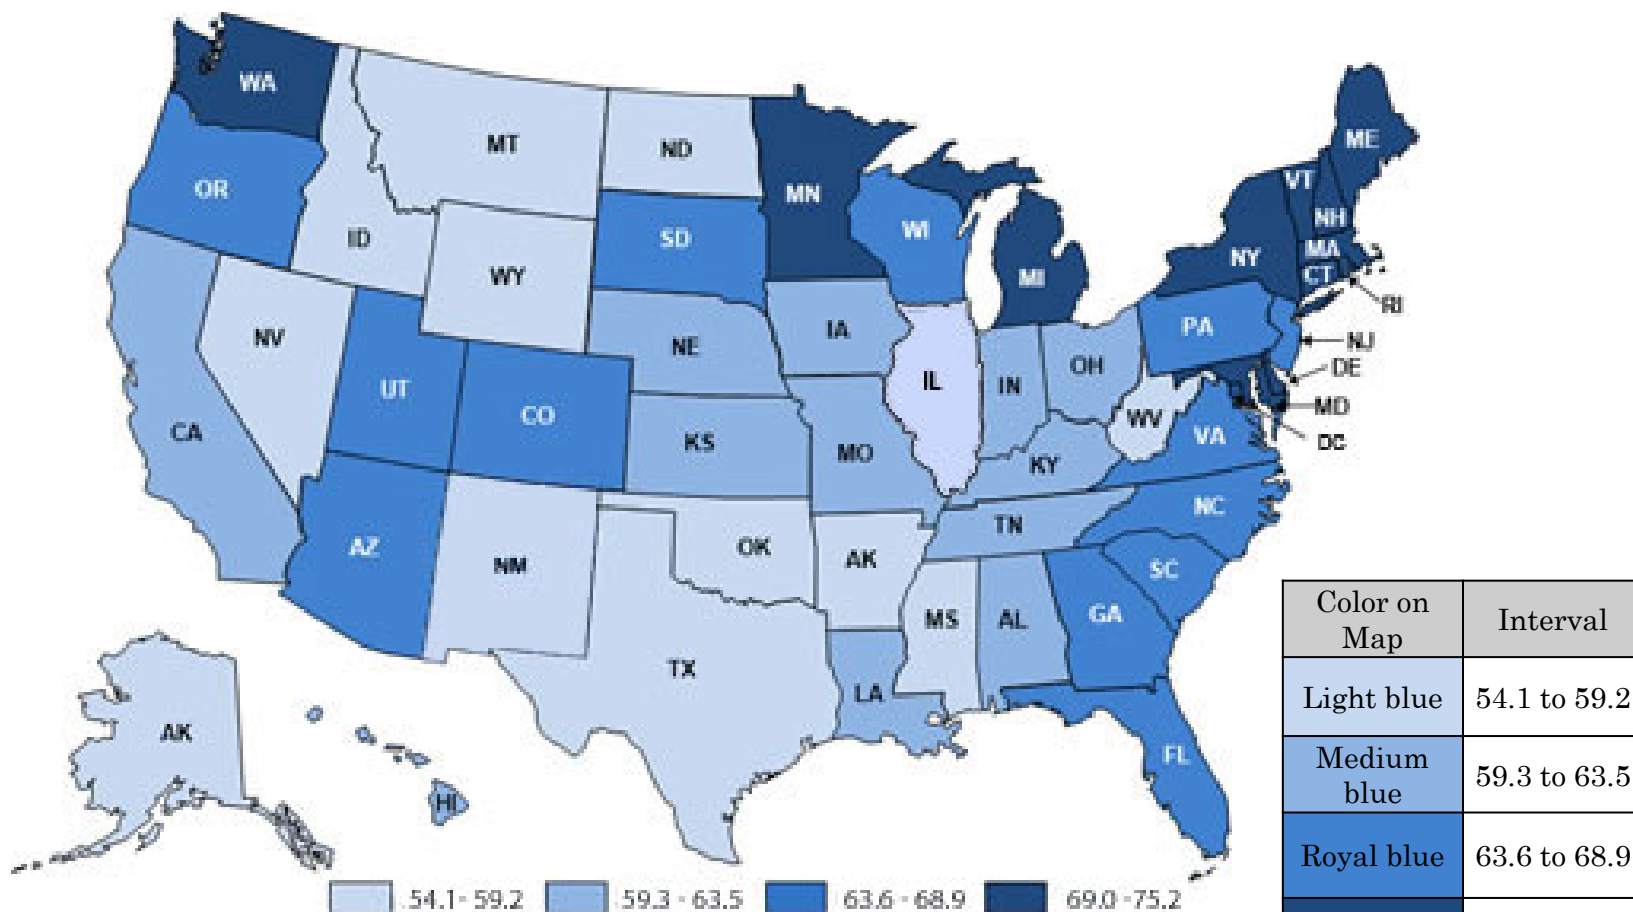 WA
ME
MT
ND
VT
MN
OR
NH
WI
SD
ID
MA
NY
WY
CT
MI
RI
PA
IA
NV
NJ
NE
OH
DE
IL
IN
UT
MD
CO
WV
CA
VA
DC
KS
MO
KY
NC
TN
AZ
OK
AK
NM
SC
GA
MS
AL
TX
LA
AK
FL
HI
54.1 - 59.2
59.3 - 63.5
63.6 - 68.9
69.0 -75.2
Color on
Map
Interval
Light blue
54.1 to 59.2
Medium
blue
59.3 to 63.5
Royal blue
63.6 to 68.9